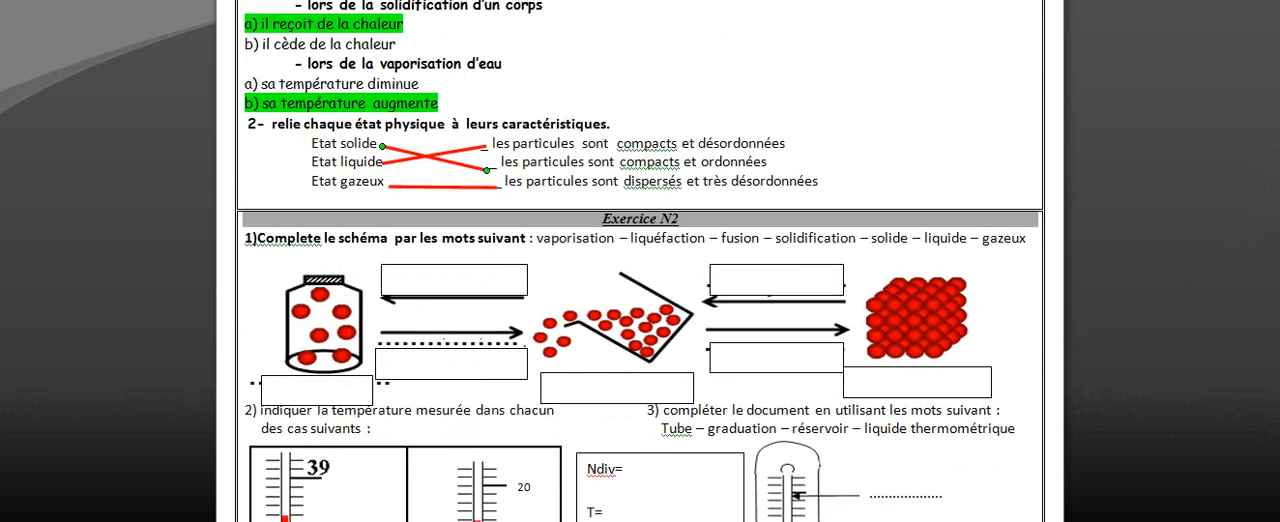 - lors de la solidification d'un corps
a) il reçoit de la chaleur
b) il cède de la chaleur
- lors de la vaporisation d'eau
a) sa température diminue
b) sa température augmente
2- relie chaque état physique à leurs caractéristiques.
Etat solide les particules sont compacts et désordonnées
Etat liquide les particules sont compacts et ordonnées
Etat gazeux les particules sont dispersés et très désordonnées
Exercice N2
1)Complete le schéma par les mots suivant : vaporisation – liquéfaction – fusion – solidification – solide – liquide – gazeux
2) indiquer la température mesurée dans chacun
des cas suivants :
3) compléter le document en utilisant les mots suivant :
Tube – graduation – réservoir – liquide thermométrique
39
20
Ndiv=
T=